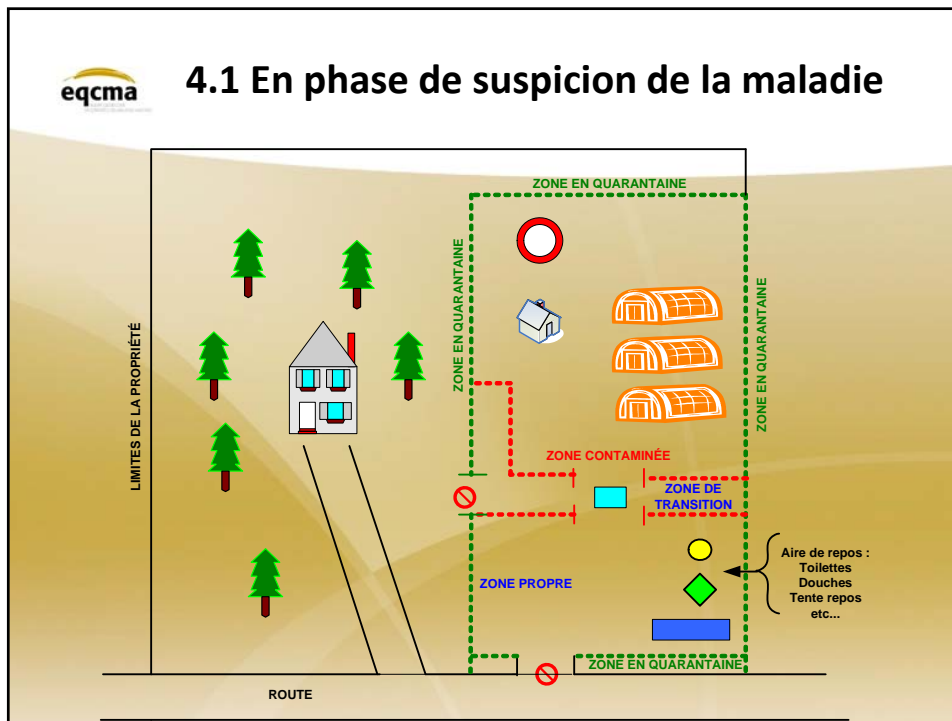 eqcma
4.1 En phase de suspicion de la maladie
ZONE EN QUARANTAINE
LIMITES DE LA PROPRIÉTÉ
ZONE EN QUARANTAINE
ZONE EN QUARANTAINE
ZONE CONTAMINÉE
ZONE DE
TRANSITION
Aire de repos :
Toilettes
Douches
Tente repos
etc...
ZONE PROPRE
ZONE EN QUARANTAINE
ROUTE